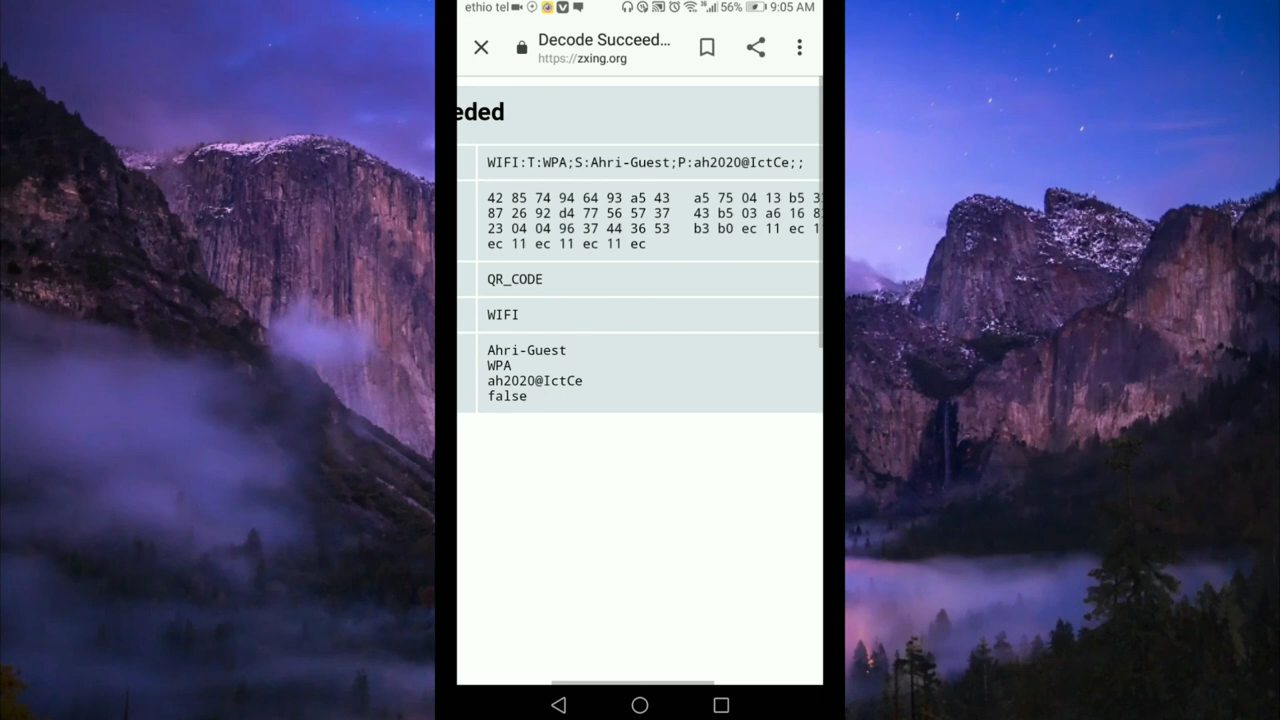 ethio tel 56% 9:05 AM
Decode Succeed...
https://zxing.org
eded
WIFI:T:WPA;S:Ahri-Guest;P:ah2020@IctCe;;
42 85 74 94 64 93 a5 43 a5 75 04 13 b5 3
87 26 92 d4 77 56 57 37 43 b5 03 a6 16 8
23 04 04 96 37 44 36 53 b3 b0 ec 11 ec 1
ec 11 ec 11 ec 11 ec
QR_CODE
WIFI
Ahri-Guest
WPA
ah2020@IctCe
false